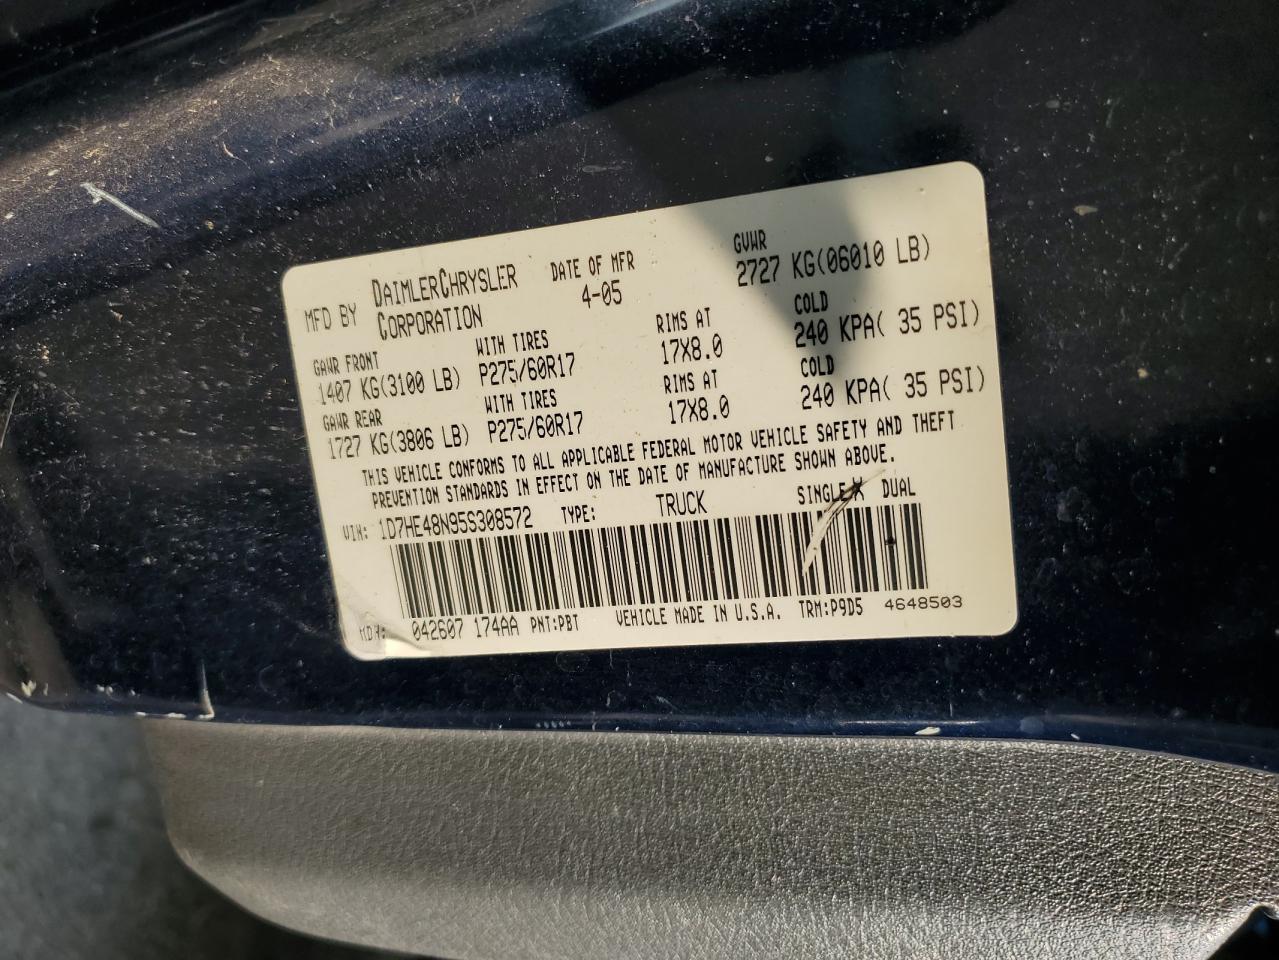 MFD BY DAIMLERCHRYSLER CORPORATION DATE OF MFR 4-05 GVWR 2727 KG(06010 LB)
GAWR FRONT WITH TIRES RIMS AT COLD
1407 KG(3100 LB) P275/60R17 17X8.0 240 KPA( 35 PSI)
GAWR REAR WITH TIRES RIMS AT COLD
1727 KG(3806 LB) P275/60R17 17X8.0 240 KPA( 35 PSI)
THIS VEHICLE CONFORMS TO ALL APPLICABLE FEDERAL MOTOR VEHICLE SAFETY AND THEFT
PREVENTION STANDARDS IN EFFECT ON THE DATE OF MANUFACTURE SHOWN ABOVE.
VIN: 1D7HE48N95S308572 TYPE: TRUCK SINGLE X DUAL
MDH: 042607 174AA PNT:PBT VEHICLE MADE IN U.S.A. TRM:P9D5 4648503